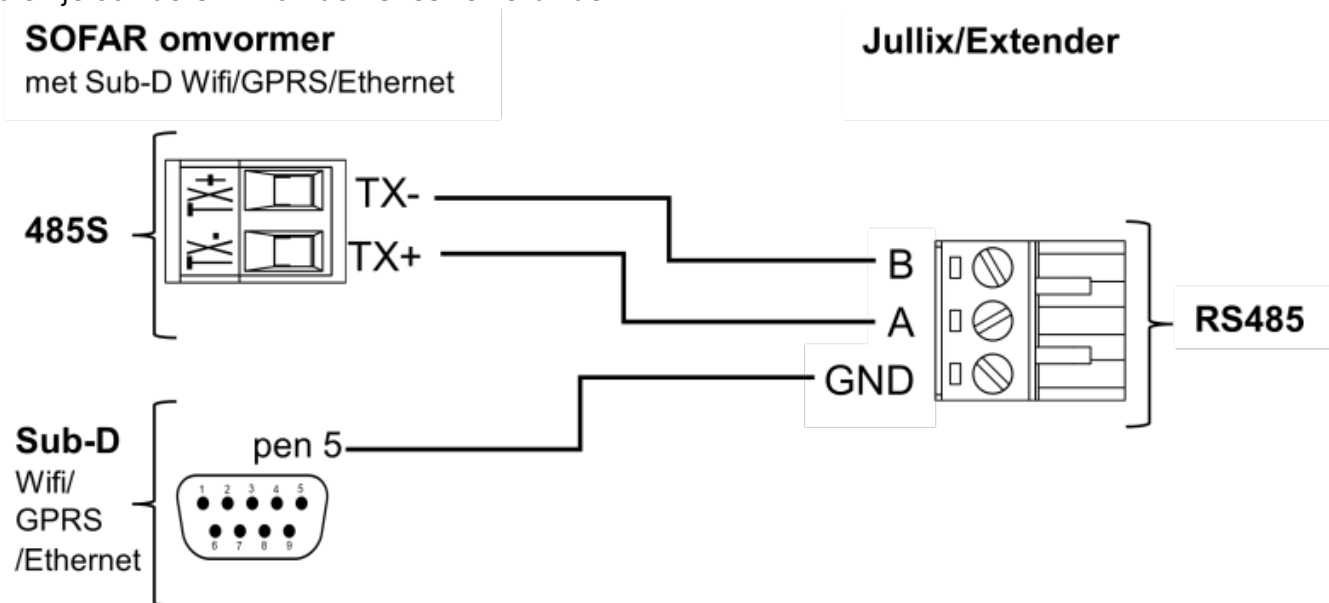 SOFAR omvormer
met Sub-D Wifi/GPRS/Ethernet
Jullix/Extender
485S
TX+
TX-
TX-
TX+
B
A
GND
RS485
Sub-D
Wifi/
GPRS
/Ethernet
pen 5
1 2 3 4 5
6 7 8 9